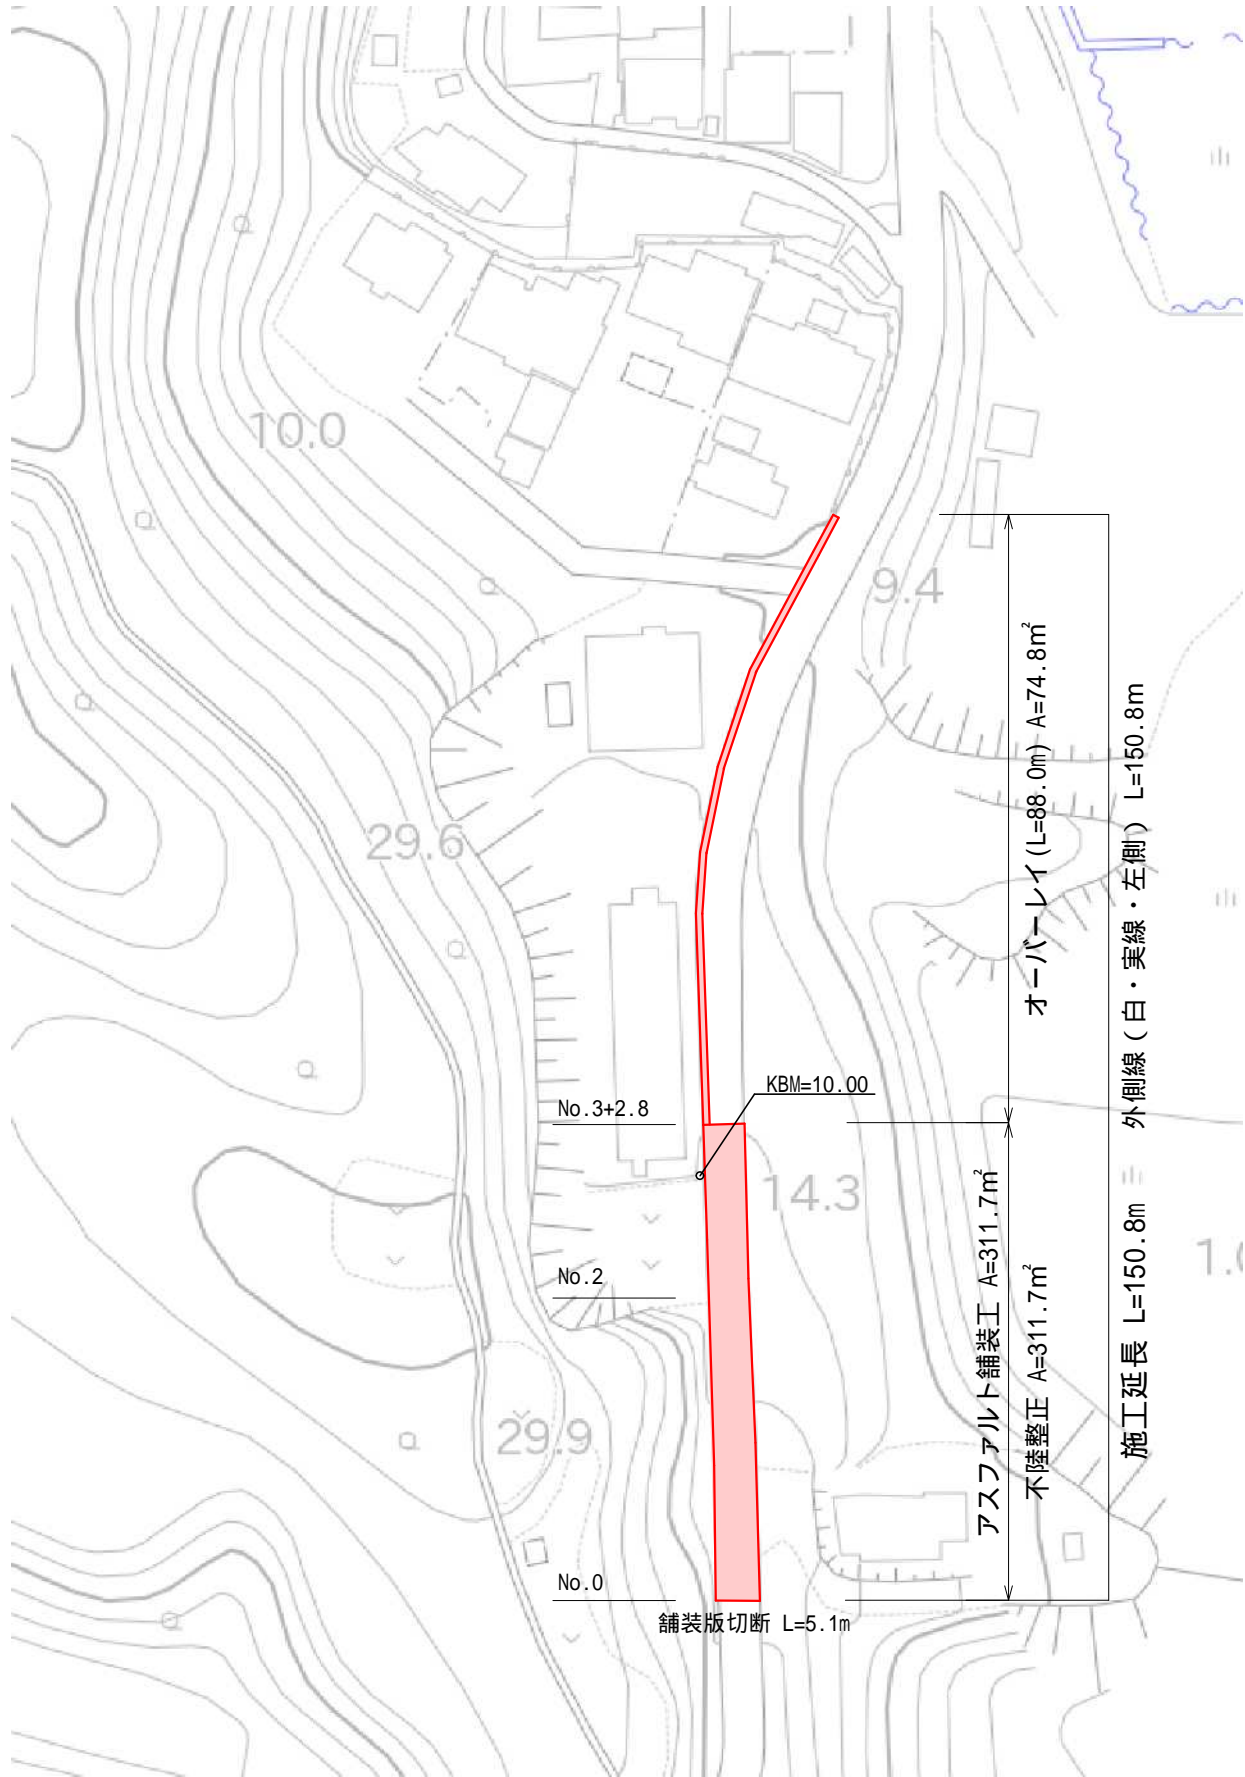 10.0
9.4
29.6
オーバーレイ(L=88.0m) A=74.8㎡
外側線（白・実線・左側） L=150.8m
KBM=10.00
No.3+2.8
14.3
アスファルト舗装工 A=311.7㎡
不陸整正 A=311.7㎡
施工延長 L=150.8m
No.2
29.9
No.0
舗装版切断 L=5.1m